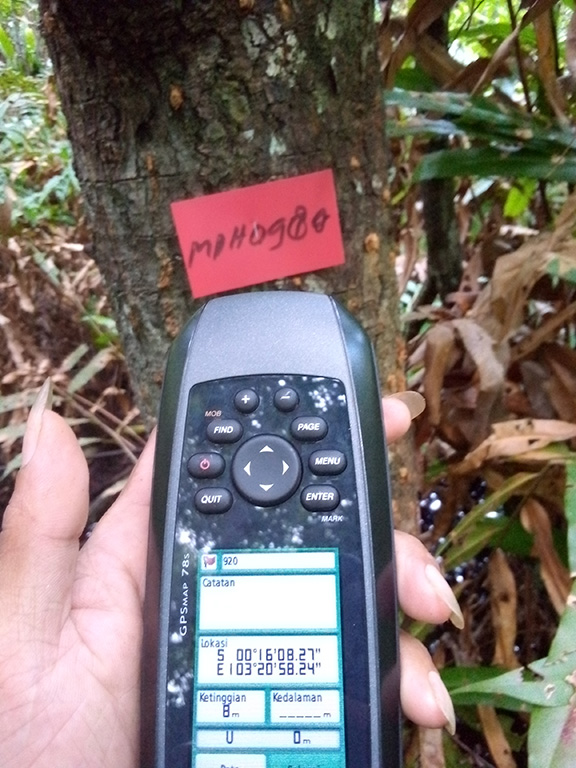 MOB
FIND
PAGE
MENU
QUIT
ENTER
MARK
GPSMAP 78s
920
Catatan
Lokasi
S 00°16'08.27"
E103°20'58.24"
Ketinggian
Kedalaman
8m
_____m
U
0m